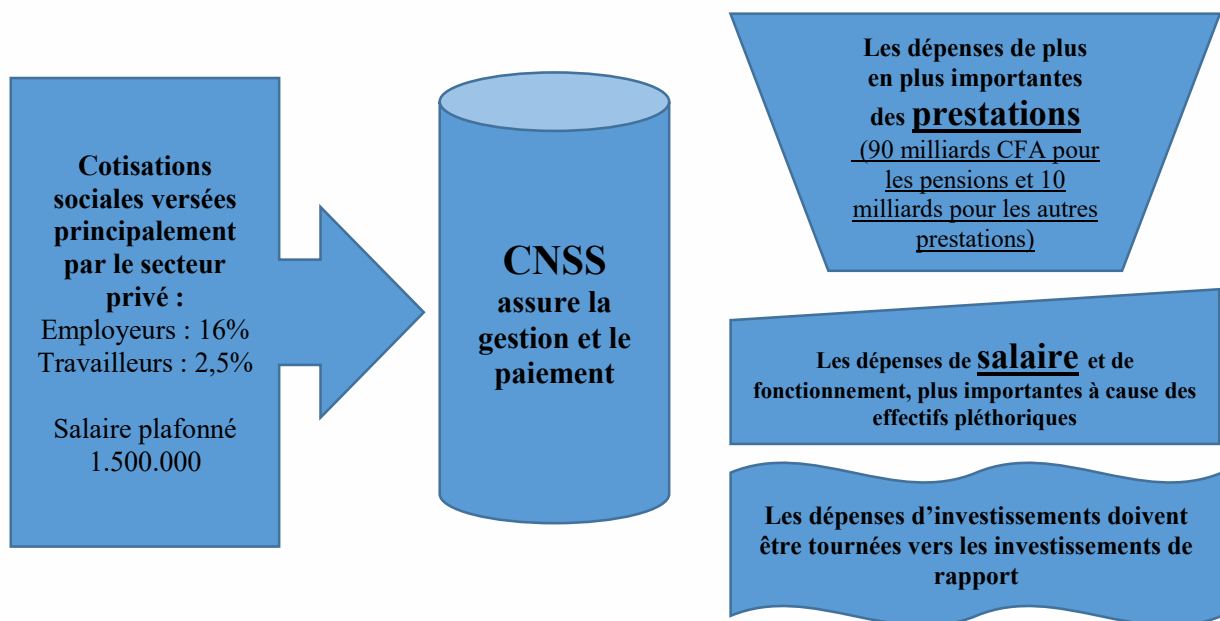 Cotisations
sociales versées
principalement
par le secteur
privé :
Employeurs : 16%
Travailleurs : 2,5%
Salaire plafonné
1.500.000
CNSS
assure la
gestion et le
paiement
Les dépenses de plus
en plus importantes
des prestations
(90 milliards CFA pour
les pensions et 10
milliards pour les autres
prestations)
Les dépenses de salaire et de
fonctionnement, plus importantes à cause des
effectifs pléthoriques
Les dépenses d’investissements doivent
être tournées vers les investissements de
rapport